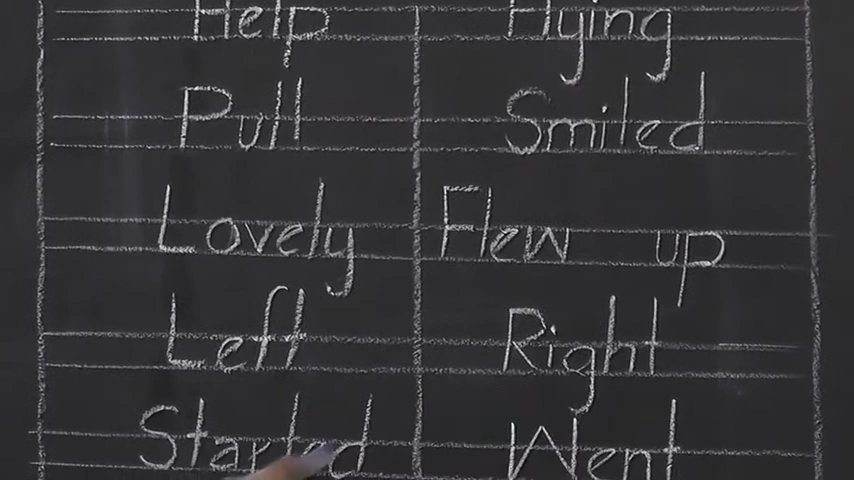 Help Flying
Pull Smiled
Lovely Flew up
Left Right
Started Went